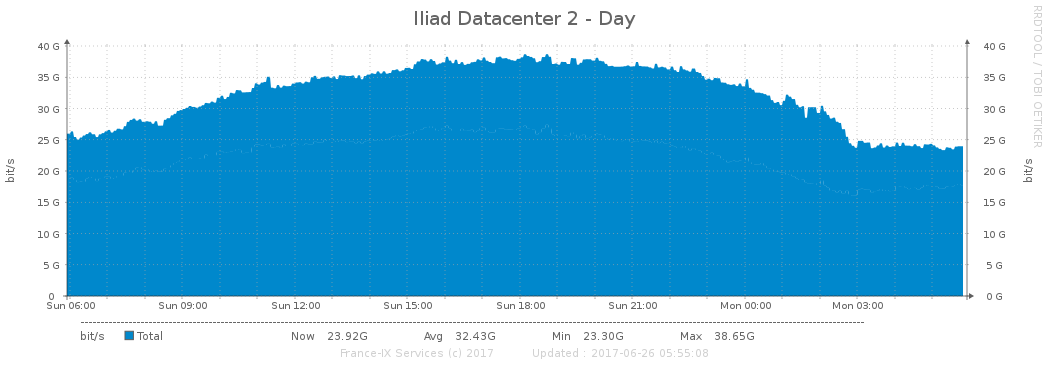 Iliad Datacenter 2 - Day
RRDTOOL / TOBI OETIKER
40 G 40 G
35 G 35 G
30 G 30 G
25 G 25 G
20 G 20 G
15 G 15 G
10 G 10 G
5 G 5 G
0 0 G
bit/s bit/s
Sun 06:00 Sun 09:00 Sun 12:00 Sun 15:00 Sun 18:00 Sun 21:00 Mon 00:00 Mon 03:00
bit/s Total Now 23.92G Avg 32.43G Min 23.30G Max 38.65G
France-IX Services (c) 2017 Updated : 2017-06-26 05:55:08